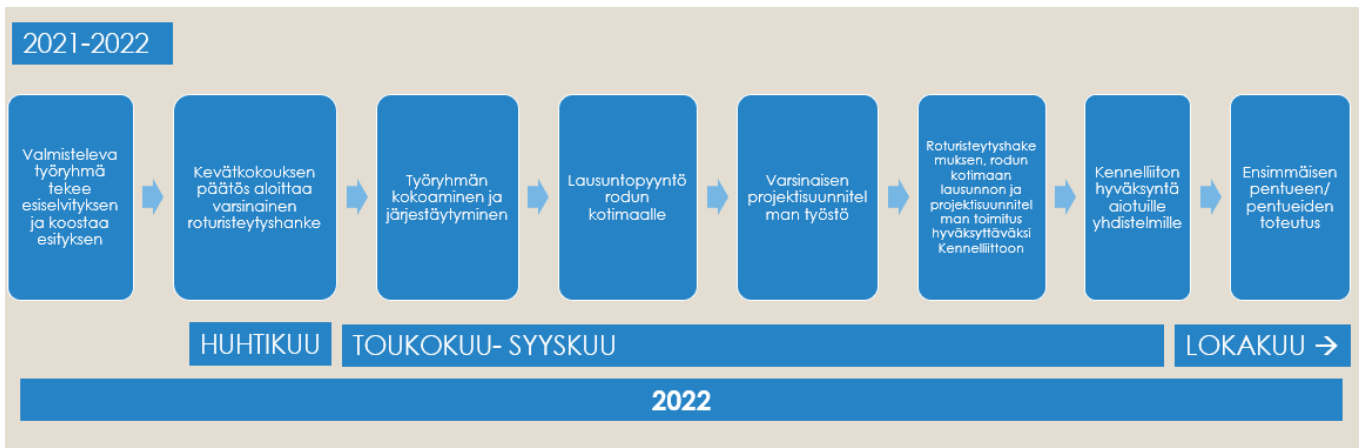 2021-2022
Valmisteleva
työryhmä
tekee
esiselvityksen
ja koostaa
esityksen
Kevätkokouksen
päätös aloittaa
varsinainen
roturisteytyshanke
Työryhmän
kokoaminen ja
järjestäytyminen
Lausuntopyyntö
rodun
kotimaalle
Varsinaisen
projektisuunnitel
man työstö
Roturisteytyshake
muksen, rodun
kotimaan
lausunnon ja
projektisuunnitel
man toimitus
hyväksyttäväksi
Kennelliittoon
Kennelliiton
hyväksyntä
aiotuille
yhdistelmille
Ensimmäisen
pentueen/
pentueiden
toteutus
HUHTIKUU
TOUKOKUU- SYYSKUU
LOKAKUU →
2022